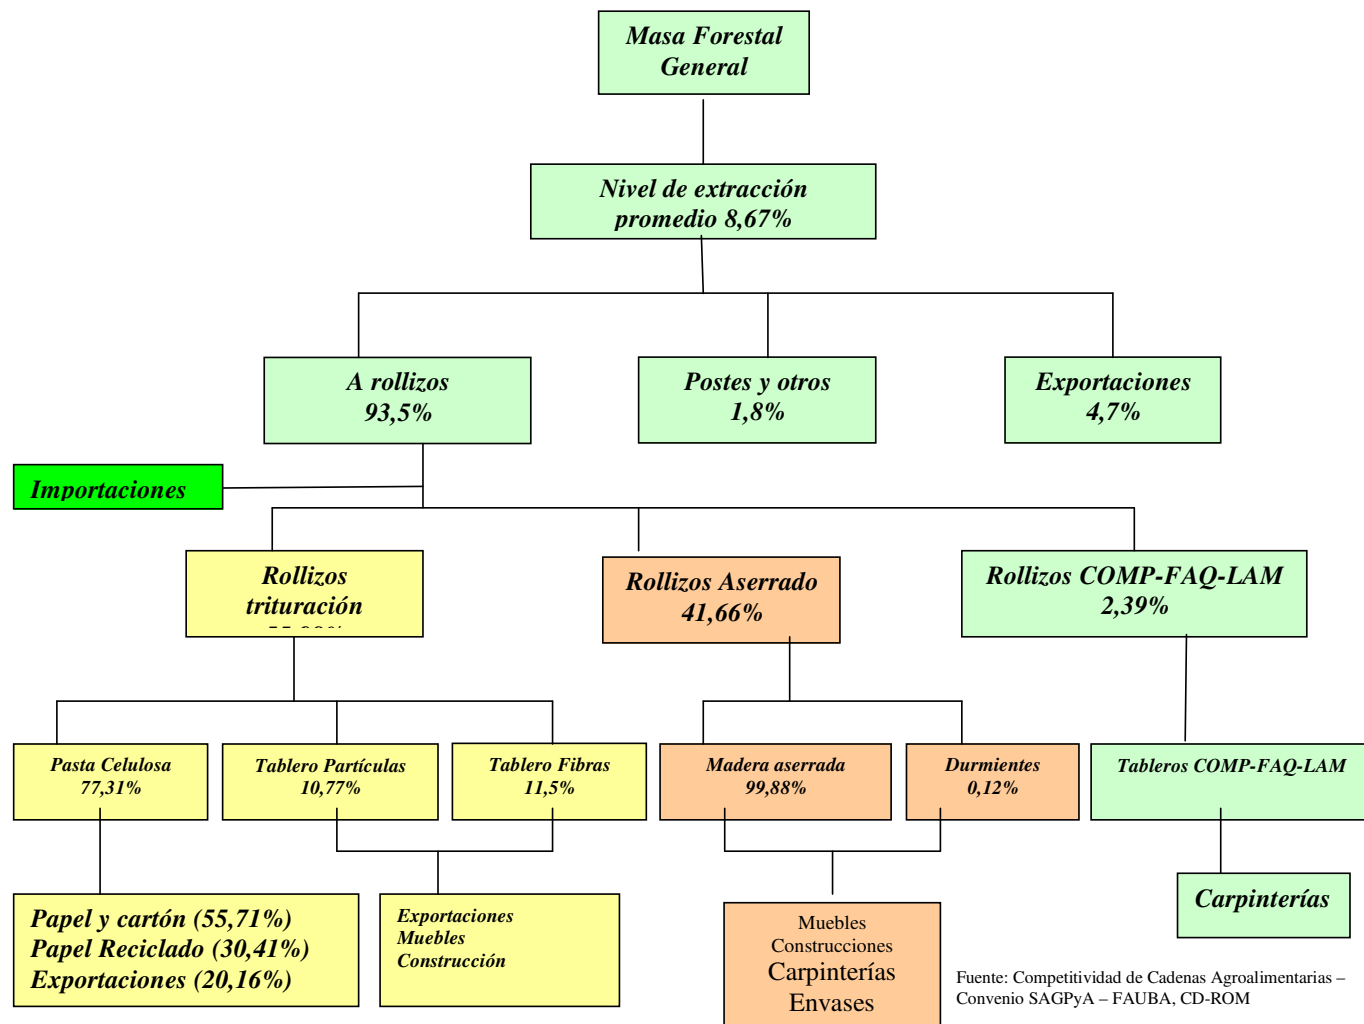 Masa Forestal
General
Nivel de extracción
promedio 8,67%
A rollizos
93,5%
Postes y otros
1,8%
Exportaciones
4,7%
Importaciones
Rollizos
trituración
Rollizos Aserrado
41,66%
Rollizos COMP-FAQ-LAM
2,39%
Pasta Celulosa
77,31%
Tablero Partículas
10,77%
Tablero Fibras
11,5%
Madera aserrada
99,88%
Durmientes
0,12%
Tableros COMP-FAQ-LAM
Papel y cartón (55,71%)
Papel Reciclado (30,41%)
Exportaciones (20,16%)
Exportaciones
Muebles
Construcción
Muebles
Construcciones
Carpinterías
Envases
Carpinterías
Fuente: Competitividad de Cadenas Agroalimentarias –
Convenio SAGPyA – FAUBA, CD-ROM